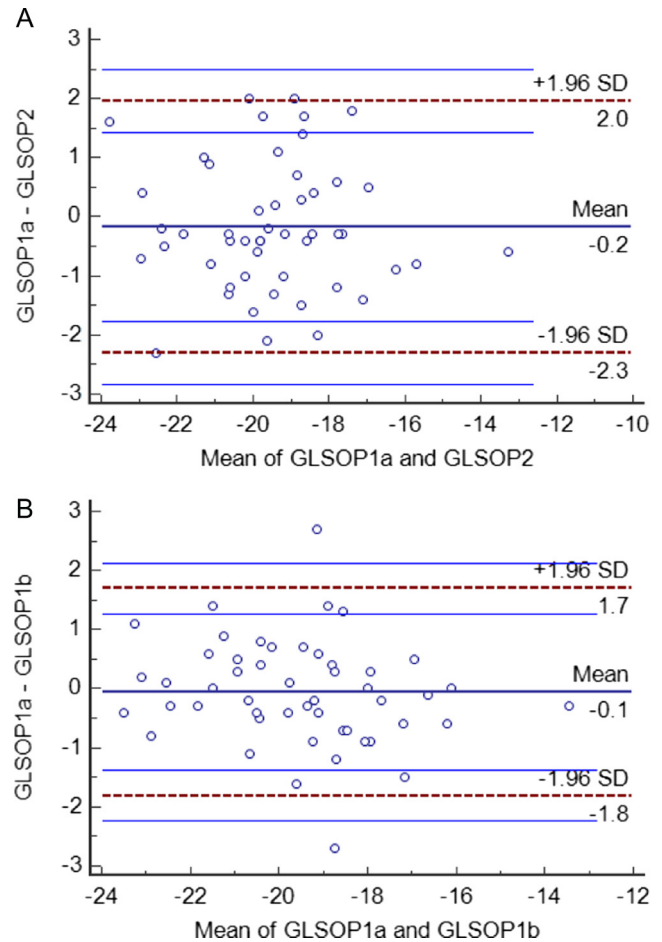 A
GLSOP1a - GLSOP2
3
2
1
0
-1
-2
-3
+1.96 SD
2.0
Mean
-0.2
-1.96 SD
-2.3
-24 -22 -20 -18 -16 -14 -12 -10
Mean of GLSOP1a and GLSOP2
B
GLSOP1a - GLSOP1b
3
2
1
0
-1
-2
-3
+1.96 SD
1.7
Mean
-0.1
-1.96 SD
-1.8
-24 -22 -20 -18 -16 -14 -12
Mean of GLSOP1a and GLSOP1b